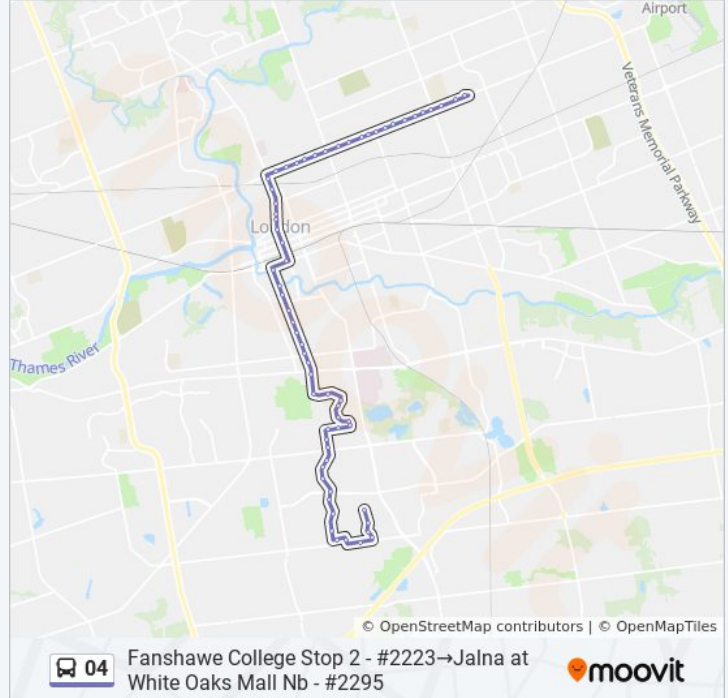 Airport
Veterans Memorial Parkway
London
Thames River
© OpenStreetMap contributors | © OpenMapTiles
04
Fanshawe College Stop 2 - #2223→Jalna at
White Oaks Mall Nb - #2295
moovit